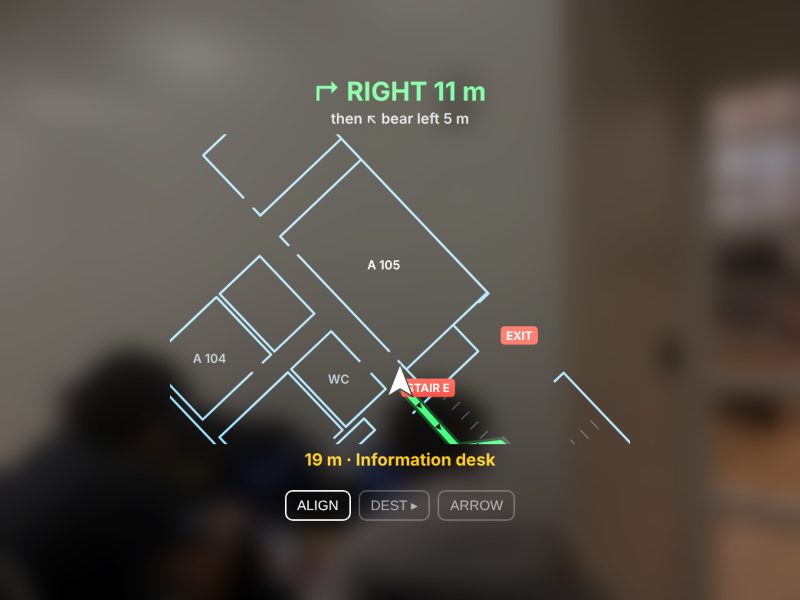 RIGHT 11 m
then ↖ bear left 5 m
A 105
EXIT
A 104
WC
STAIR E
19 m · Information desk
ALIGN
DEST ▸
ARROW